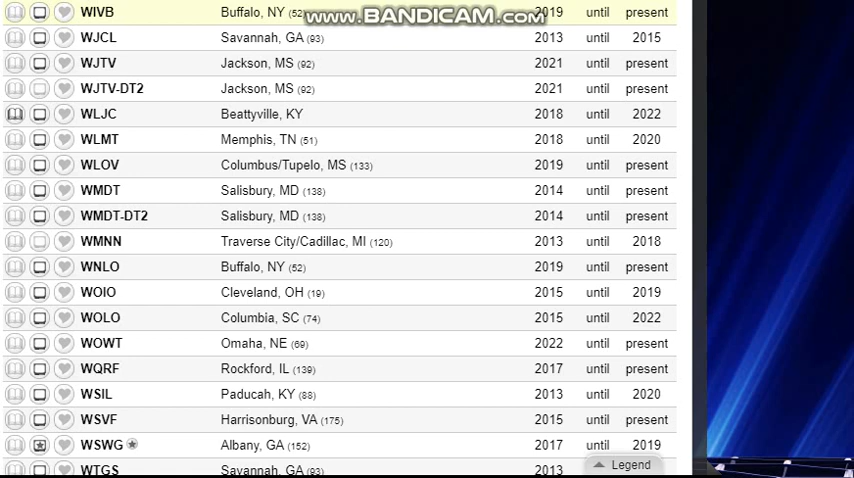 WIVB Buffalo, NY (52) 2019 until present
www.BANDICAM.com
WJCL Savannah, GA (93) 2013 until 2015
WJTV Jackson, MS (92) 2021 until present
WJTV-DT2 Jackson, MS (92) 2021 until present
WLJC Beattyville, KY 2018 until 2022
WLMT Memphis, TN (51) 2018 until 2020
WLOV Columbus/Tupelo, MS (133) 2019 until present
WMDT Salisbury, MD (138) 2014 until present
WMDT-DT2 Salisbury, MD (138) 2014 until present
WMNN Traverse City/Cadillac, MI (120) 2013 until 2018
WNLO Buffalo, NY (52) 2019 until present
WOIO Cleveland, OH (19) 2015 until 2019
WOLO Columbia, SC (74) 2015 until 2022
WOWT Omaha, NE (69) 2022 until present
WQRF Rockford, IL (139) 2017 until present
WSIL Paducah, KY (88) 2013 until 2020
WSVF Harrisonburg, VA (175) 2015 until present
WSWG Albany, GA (152) 2017 until 2019
WTGS Savannah, GA (93) 2013
Legend